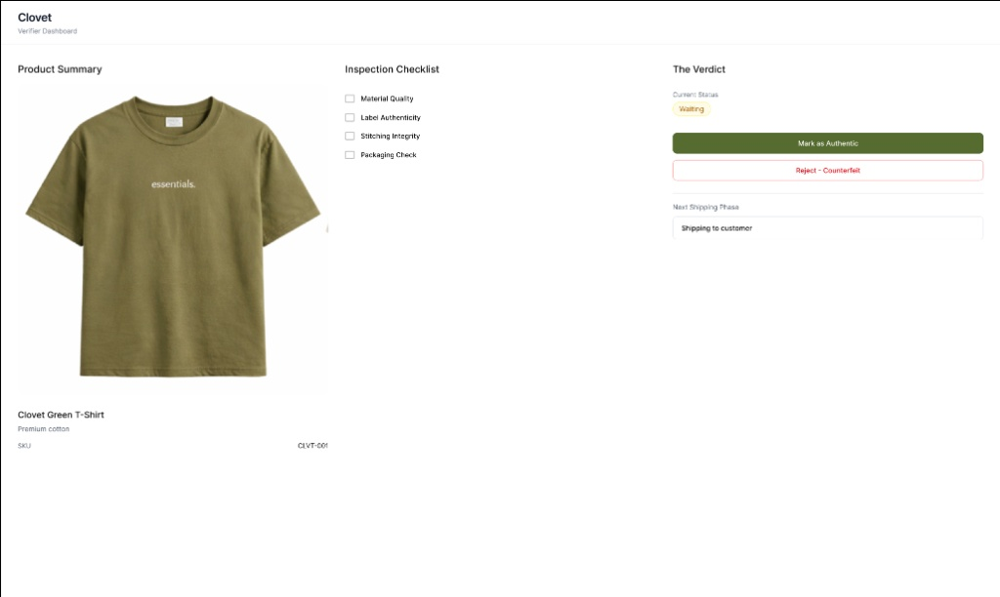 Clovet
Verifier Dashboard
Product Summary
essentials.
Clovet Green T-Shirt
Premium cotton
SKU
CLVT-001
Inspection Checklist
Material Quality
Label Authenticity
Stitching Integrity
Packaging Check
The Verdict
Current Status
Waiting
Mark as Authentic
Reject - Counterfeit
Next Shipping Phase
Shipping to customer